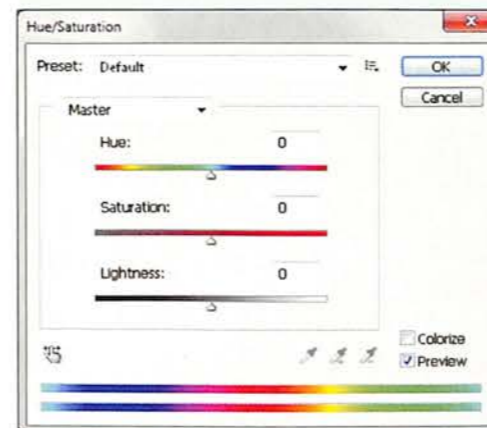 Hue/Saturation
Preset: Default
OK
Cancel
Master
Hue: 0
Saturation: 0
Lightness: 0
Colorize
Preview